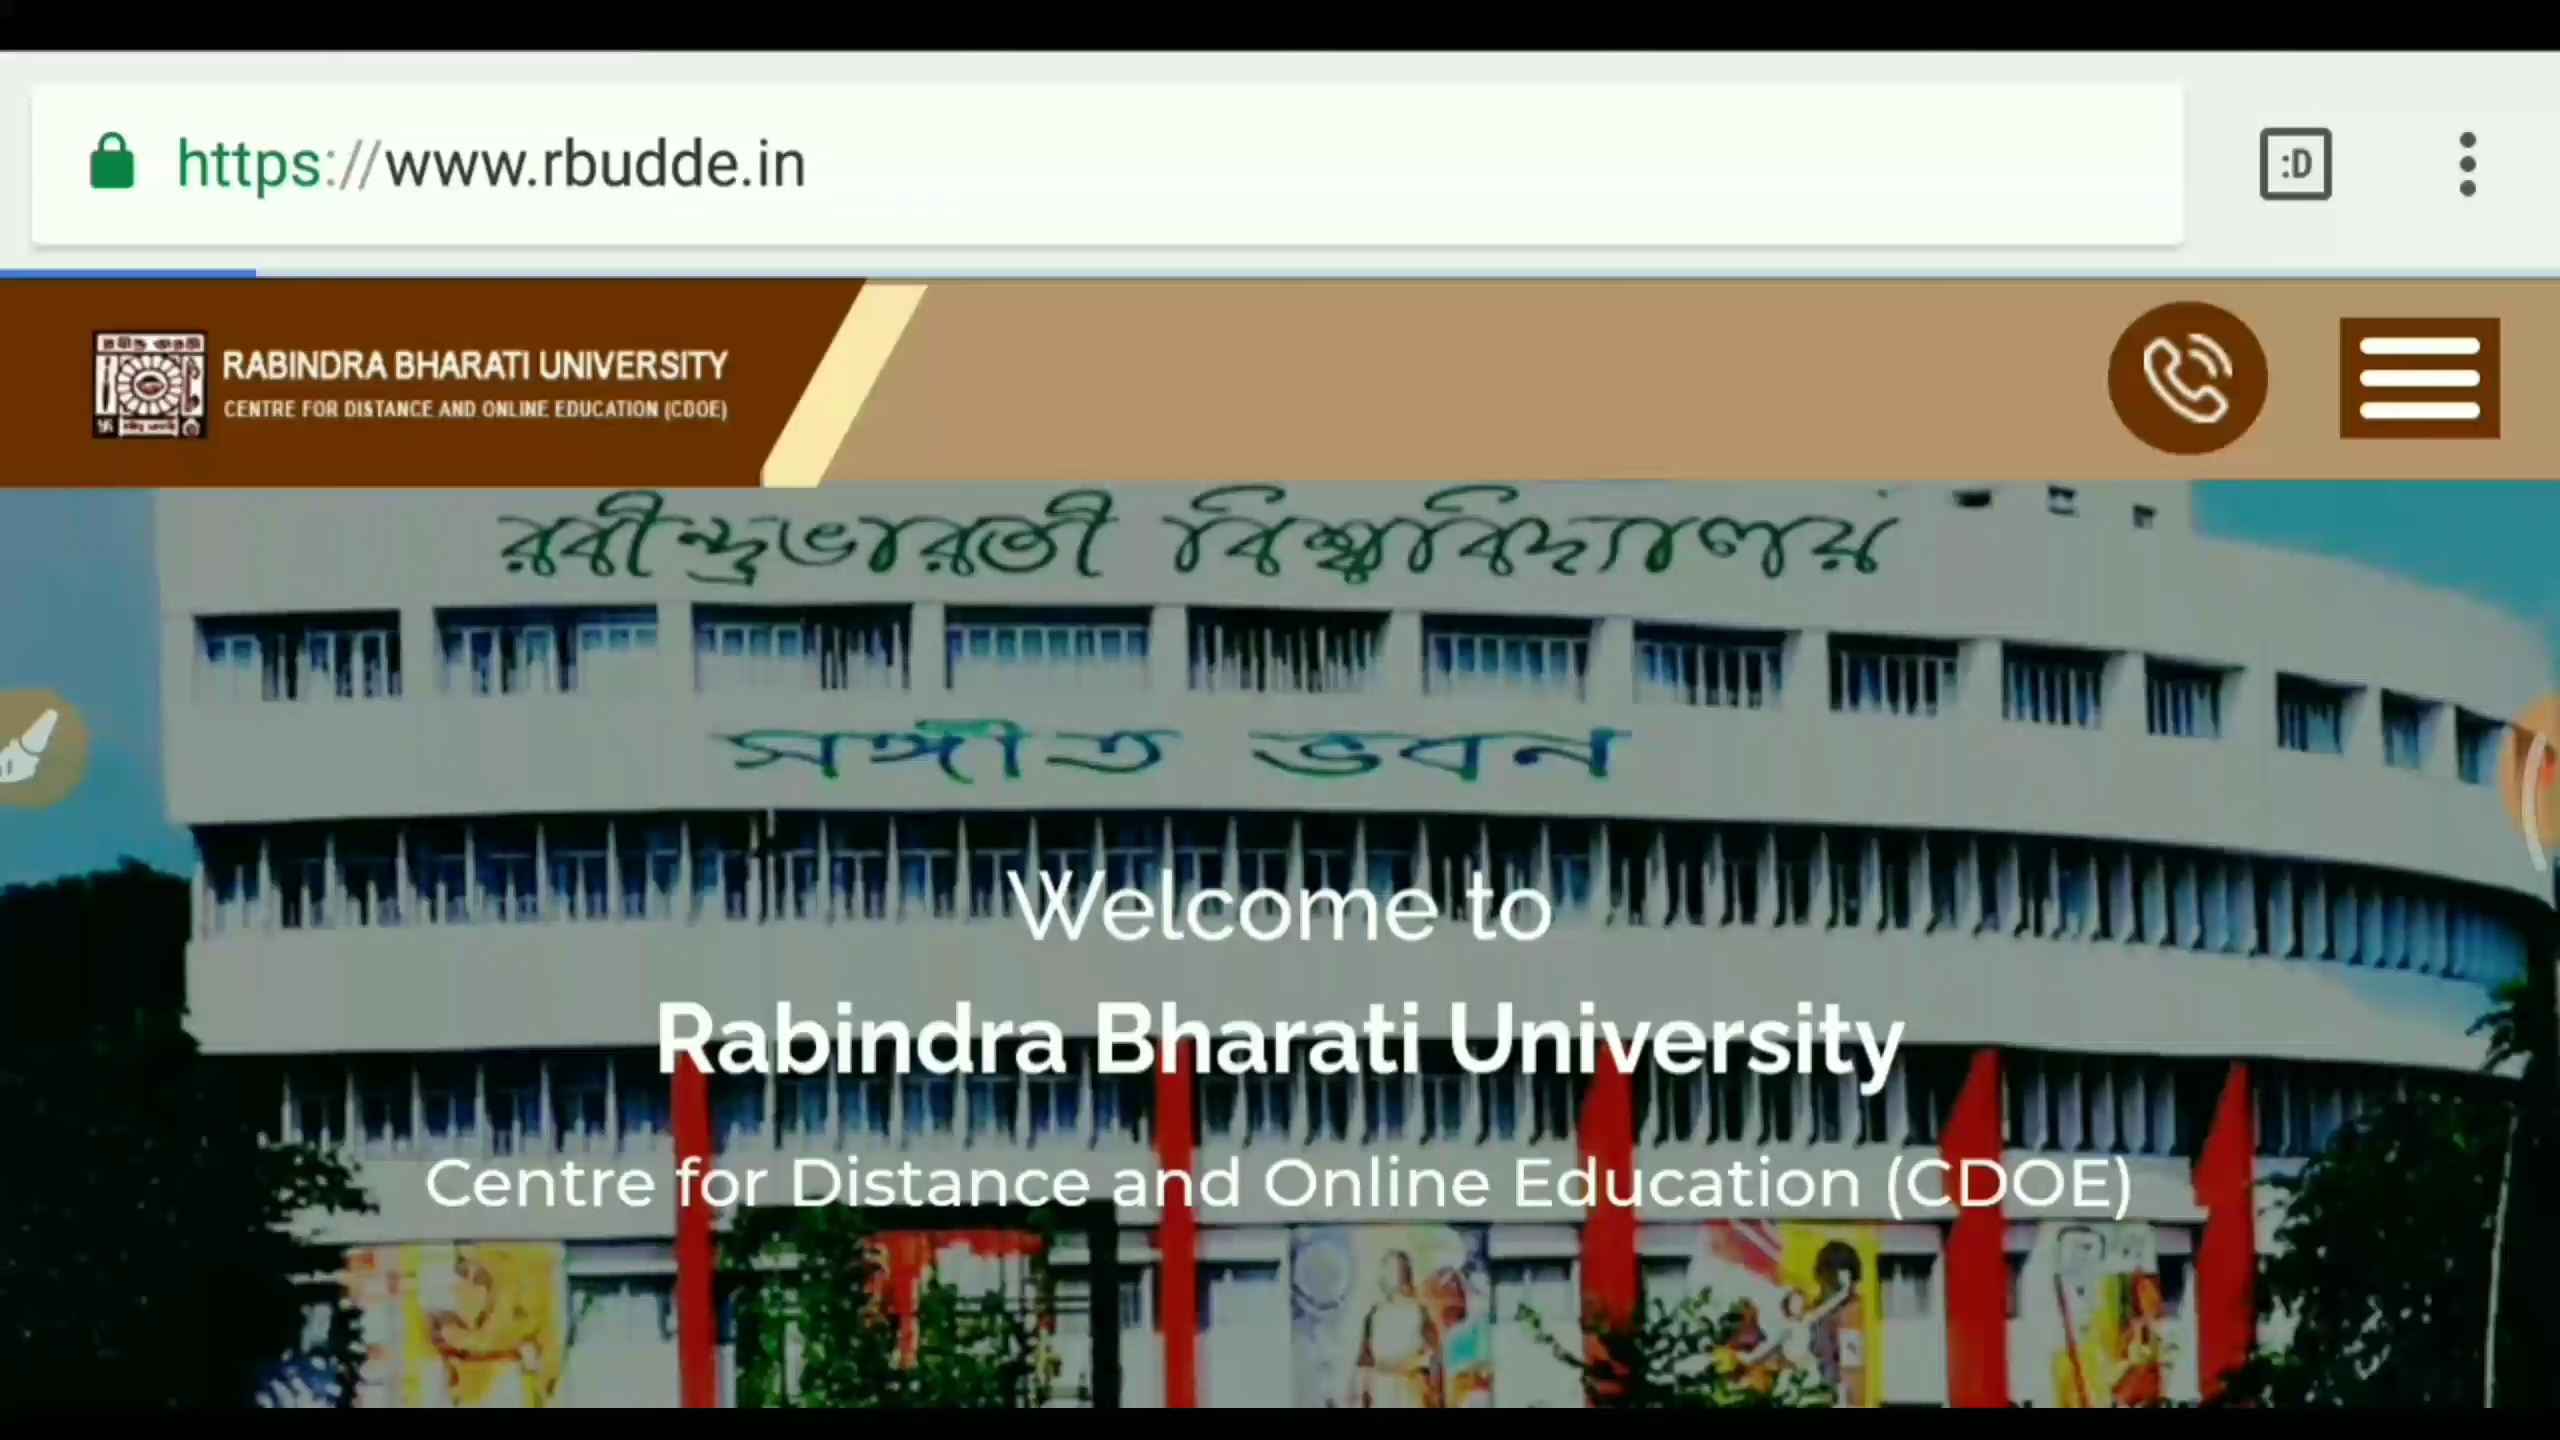 https://www.rbudde.in
:D
RABINDRA BHARATI UNIVERSITY
CENTRE FOR DISTANCE AND ONLINE EDUCATION (CDOE)
রবীন্দ্রভারতী বিশ্ববিদ্যালয়
সঙ্গীত ভবন
Welcome to
Rabindra Bharati University
Centre for Distance and Online Education (CDOE)